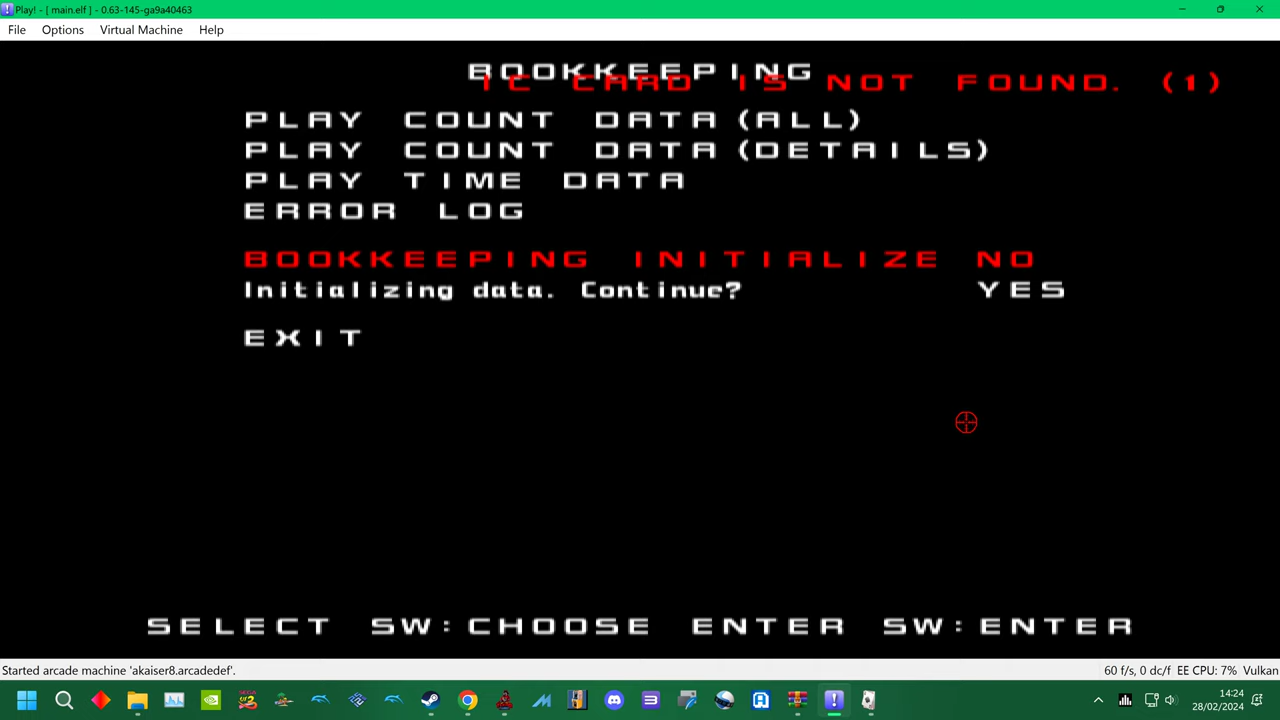 Play! - [ main.elf ] - 0.63-145-ga9a40463
File Options Virtual Machine Help
BOOKKEEPING
IC CARD IS NOT FOUND. (1)
PLAY COUNT DATA(ALL)
PLAY COUNT DATA(DETAILS)
PLAY TIME DATA
ERROR LOG
BOOKKEEPING INITIALIZE NO
Initializing data. Continue? YES
EXIT
SELECT SW:CHOOSE ENTER SW:ENTER
Started arcade machine 'akaiser8.arcadedef'. 60 f/s, 0 dc/f EE CPU: 7% Vulkan
14:24
28/02/2024